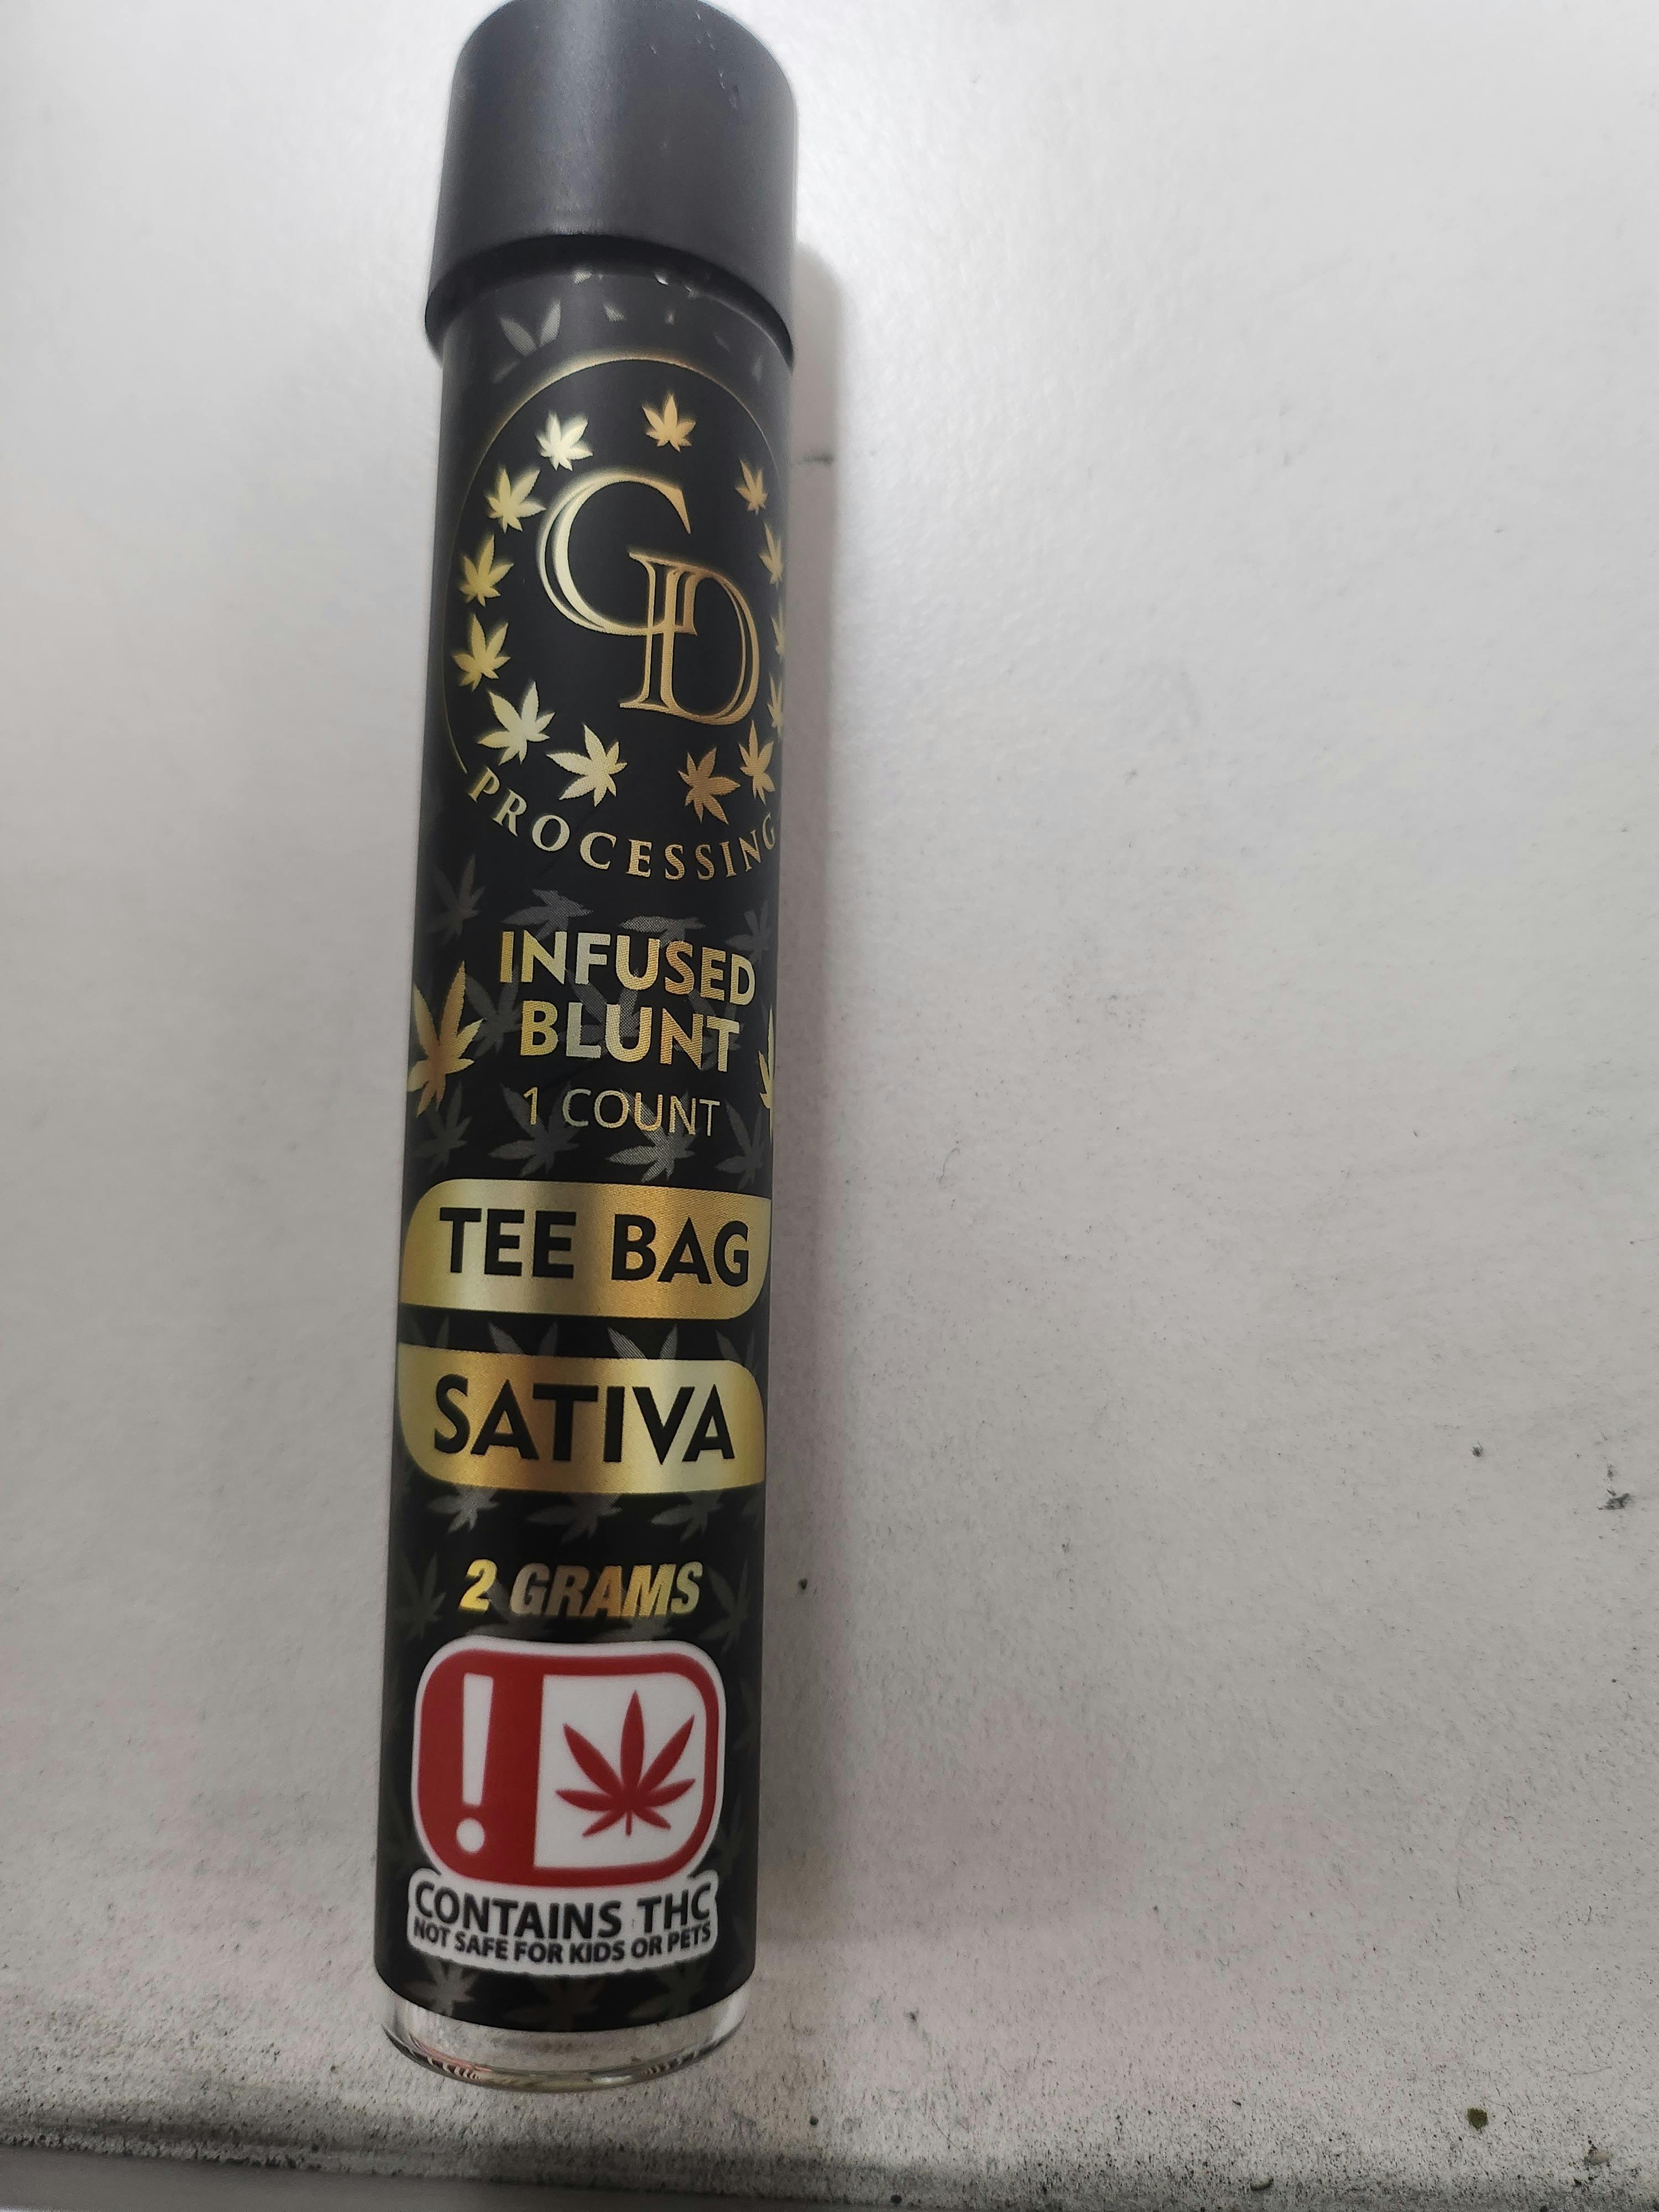 GD
PROCESSING
INFUSED
BLUNT
1 COUNT
TEE BAG
SATIVA
2 GRAMS
!
CONTAINS THC
NOT SAFE FOR KIDS OR PETS